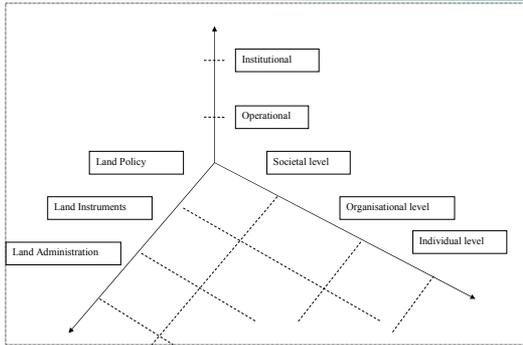 Institutional
Operational
Land Policy
Societal level
Land Instruments
Organisational level
Land Administration
Individual level